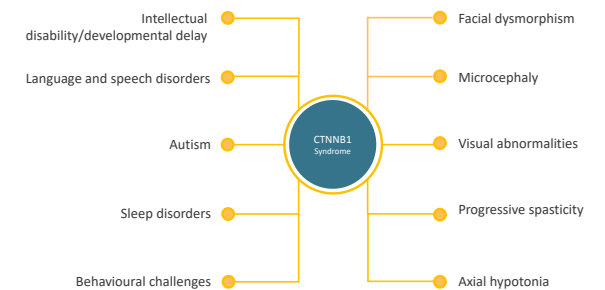 Intellectual
disability/developmental delay
Language and speech disorders
Autism
Sleep disorders
Behavioural challenges
CTNNB1
Syndrome
Facial dysmorphism
Microcephaly
Visual abnormalities
Progressive spasticity
Axial hypotonia